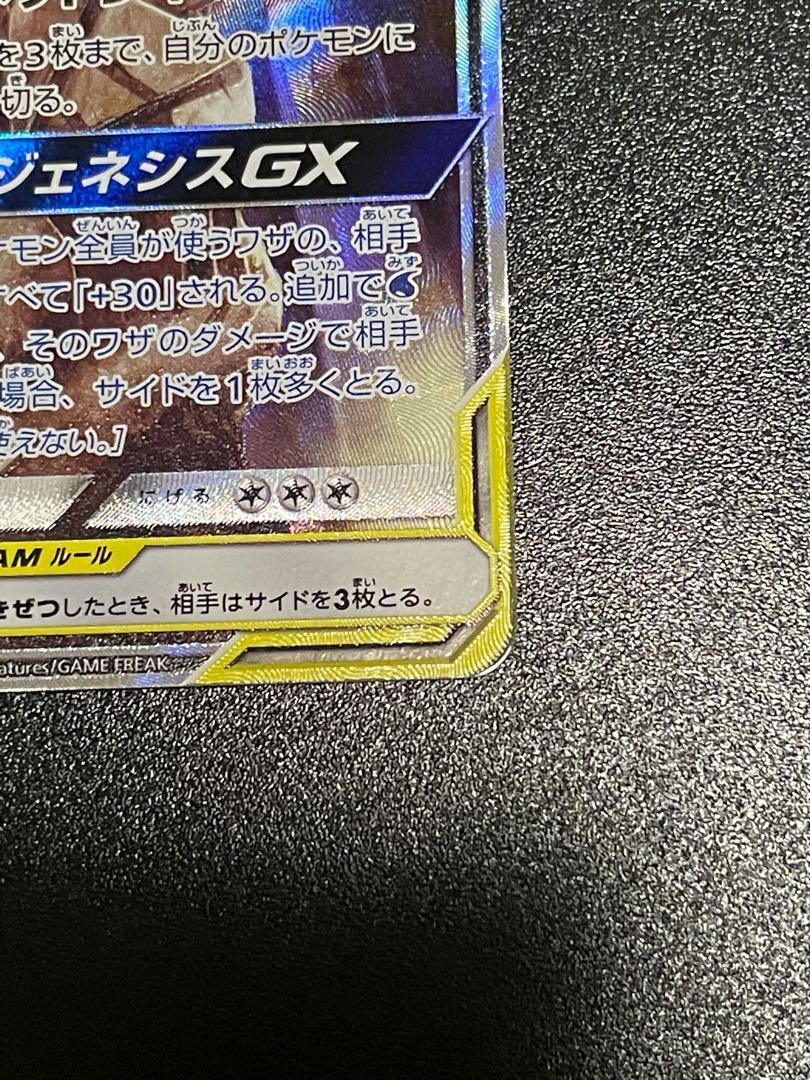 を3枚まで、自分のポケモンに
切る。
ジェネシスGX
ケモン全員が使うワザの、相手
すべて「+30」される。追加で
、そのワザのダメージで相手
場合、サイドを1枚多くとる。
使えない。]
にげる
AM ルール
きぜつしたとき、相手はサイドを3枚とる。
atures/GAME FREAK